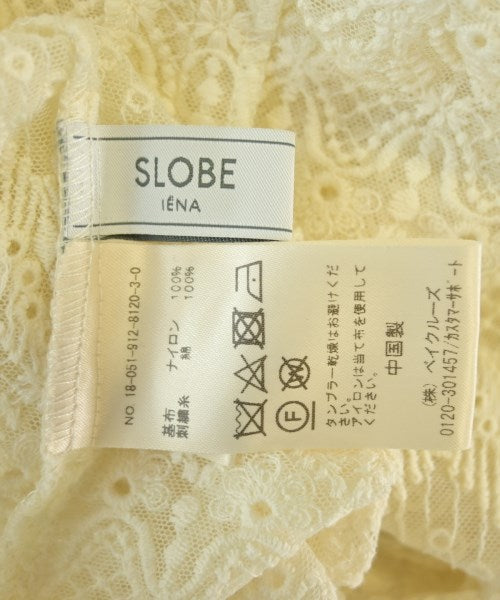 SLOBE
IÉNA
NO. 18-051-912-8120-3-0
基布 ナイロン 100%
刺繍糸 綿 100%
F
W
タンブラー乾燥はお避けくだ
さい。
アイロンは当て布を使用して
ください。
中国製
(株) ベイクルーズ
0120-301457/カスタマーサポート